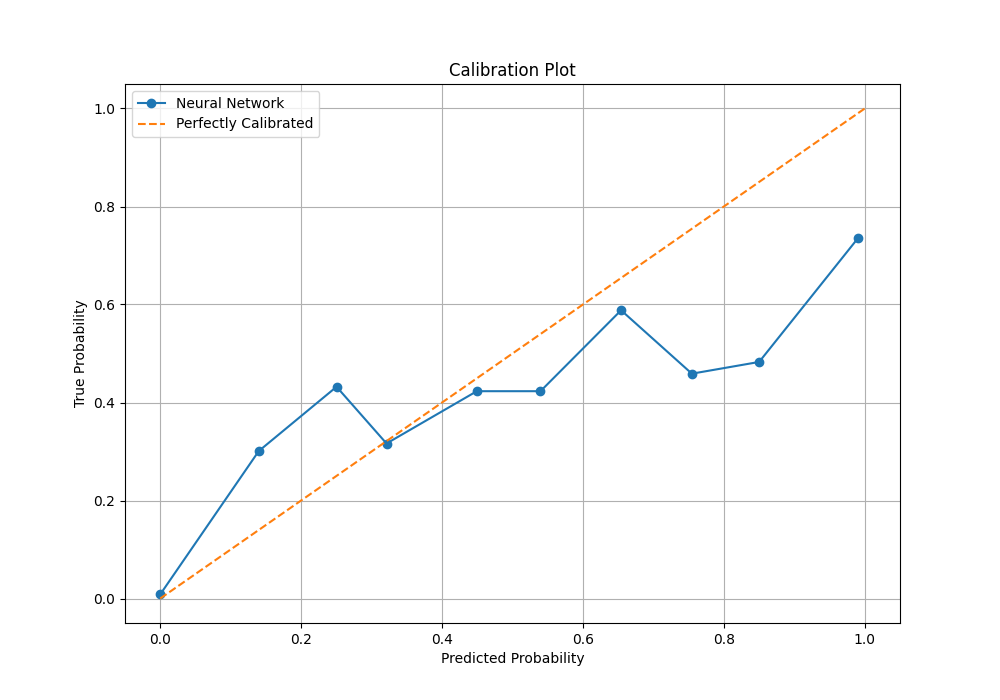 Calibration Plot
Neural Network
Perfectly Calibrated
1.0
0.8
0.6
0.4
0.2
0.0
True Probability
0.0 0.2 0.4 0.6 0.8 1.0
Predicted Probability